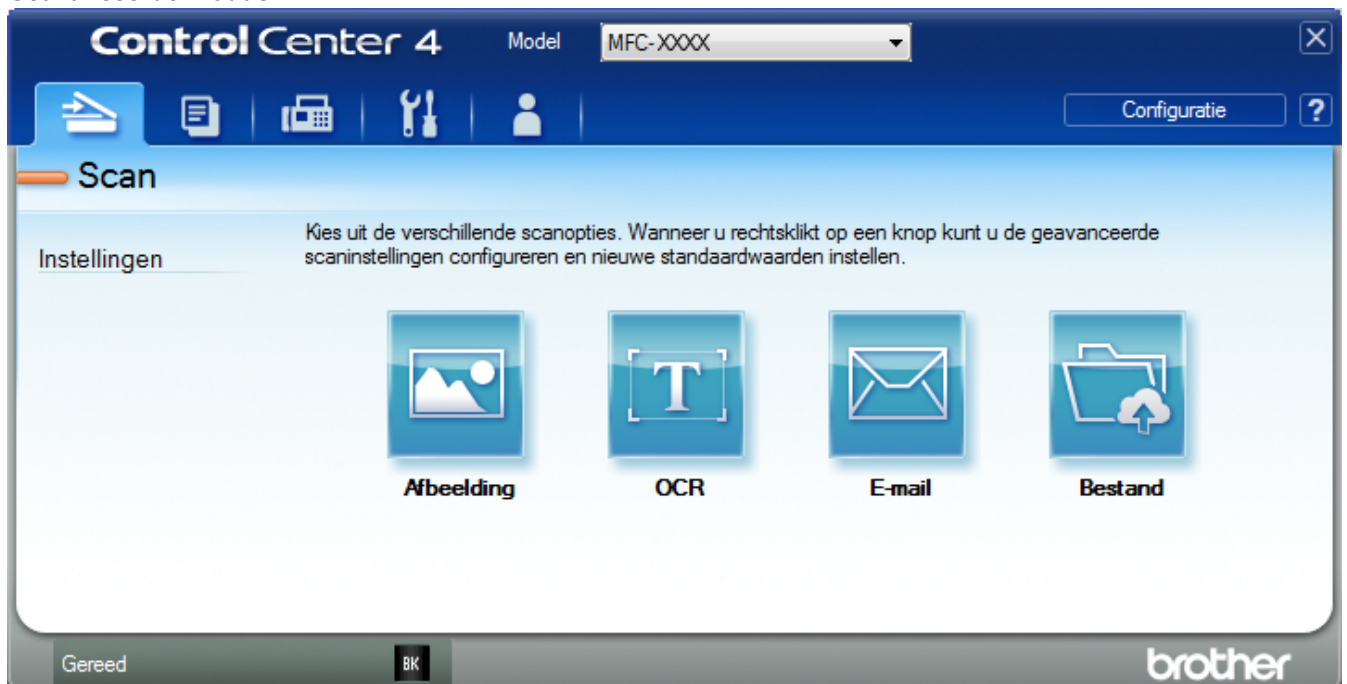 Control Center 4 Model MFC-XXXX
Configuratie ?
Scan
Instellingen
Kies uit de verschillende scanopties. Wanneer u rechtsklikt op een knop kunt u de geavanceerde
scaninstellingen configureren en nieuwe standaardwaarden instellen.
T
Afbeelding OCR E-mail Bestand
Gereed BK brother